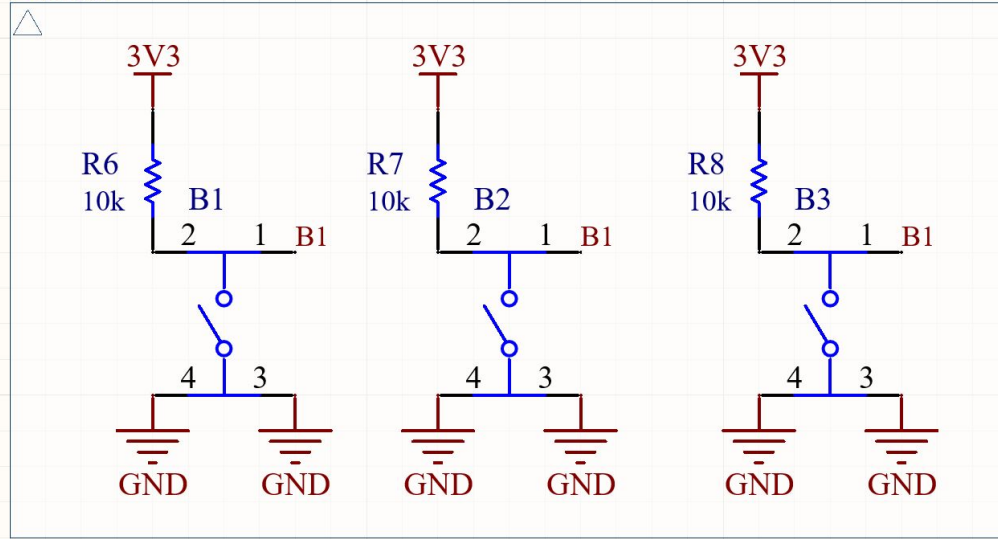 3V3 3V3 3V3
R6 R7 R8
10k B1 10k B2 10k B3
2 1 B1 2 1 B1 2 1 B1
4 3 4 3 4 3
GND GND GND GND GND GND